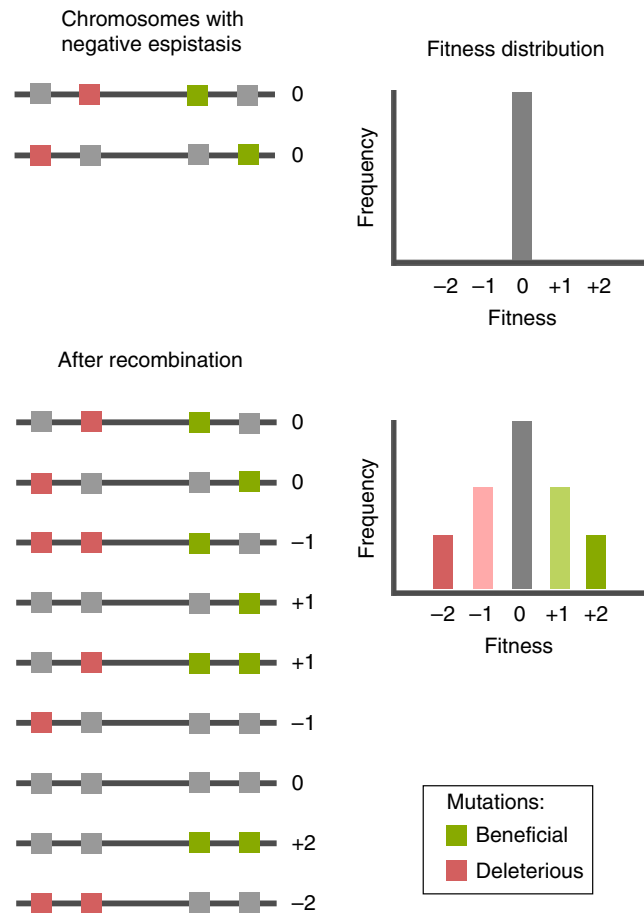 Chromosomes with
negative espistasis
0
0
Fitness distribution
Frequency
–2 –1 0 +1 +2
Fitness
After recombination
0
0
–1
+1
+1
–1
0
+2
–2
Frequency
–2 –1 0 +1 +2
Fitness
Mutations:
Beneficial
Deleterious